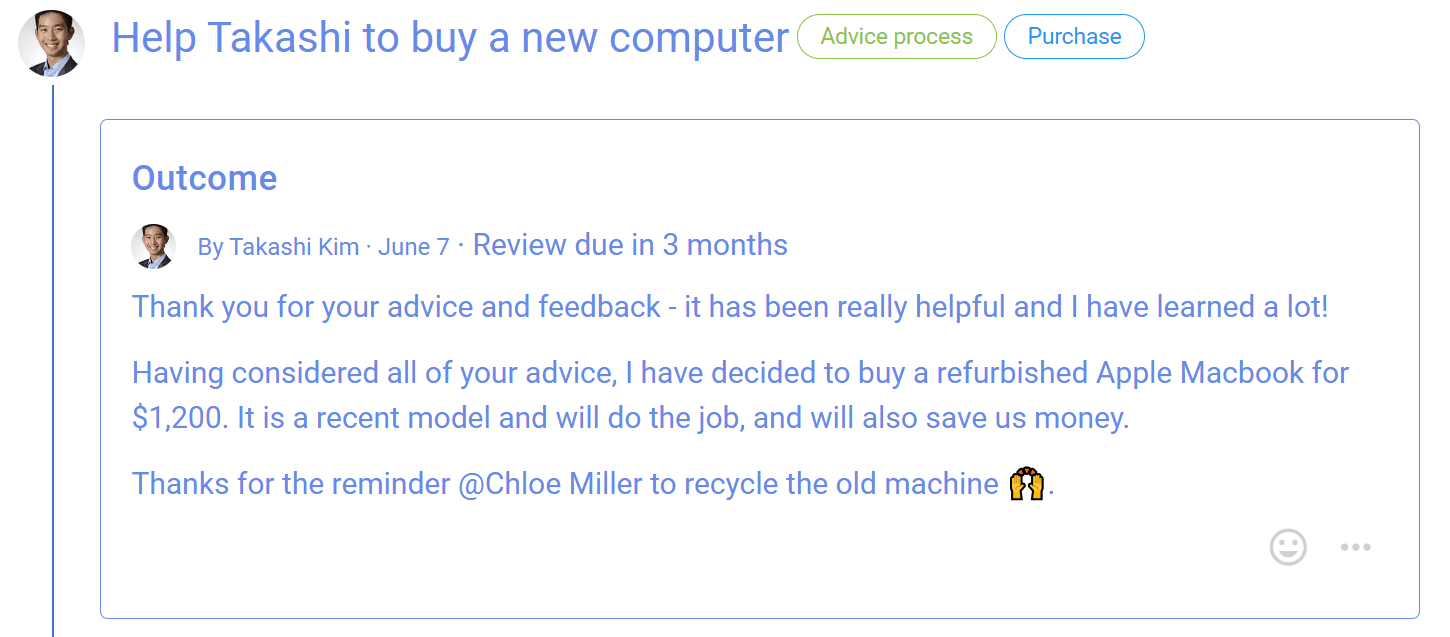 Help Takashi to buy a new computer Advice process Purchase
Outcome
By Takashi Kim · June 7 · Review due in 3 months
Thank you for your advice and feedback - it has been really helpful and I have learned a lot!
Having considered all of your advice, I have decided to buy a refurbished Apple Macbook for
$1,200. It is a recent model and will do the job, and will also save us money.
Thanks for the reminder @Chloe Miller to recycle the old machine 🙌.